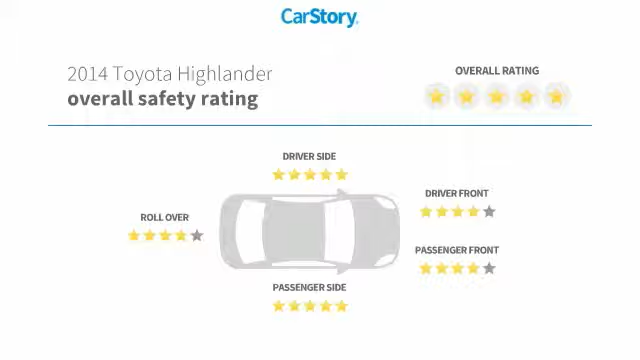 CarStory.
2014 Toyota Highlander
overall safety rating
OVERALL RATING
DRIVER SIDE
DRIVER FRONT
ROLL OVER
PASSENGER FRONT
PASSENGER SIDE